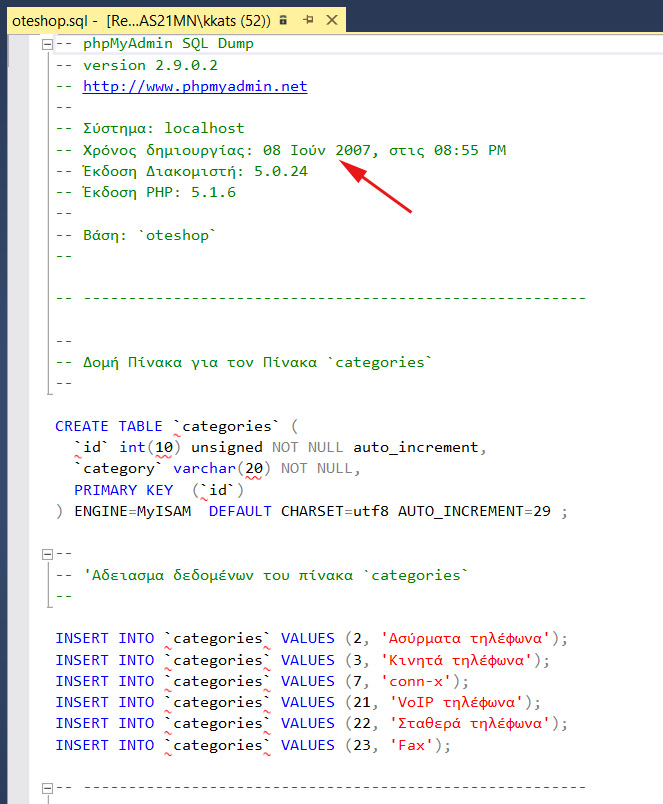 oteshop.sql - [Re...AS21MN\kkats (52))
-- phpMyAdmin SQL Dump
-- version 2.9.0.2
-- http://www.phpmyadmin.net
--
-- Σύστημα: localhost
-- Χρόνος δημιουργίας: 08 Ιούν 2007, στις 08:55 PM
-- Έκδοση Διακομιστή: 5.0.24
-- Έκδοση PHP: 5.1.6
--
-- Βάση: `oteshop`
--
-- --------------------------------------------------------
--
-- Δομή Πίνακα για τον Πίνακα `categories`
--
CREATE TABLE `categories` (
  `id` int(10) unsigned NOT NULL auto_increment,
  `category` varchar(20) NOT NULL,
  PRIMARY KEY  (`id`)
) ENGINE=MyISAM  DEFAULT CHARSET=utf8 AUTO_INCREMENT=29 ;
--
-- 'Αδειασμα δεδομένων του πίνακα `categories`
--
INSERT INTO `categories` VALUES (2, 'Ασύρματα τηλέφωνα');
INSERT INTO `categories` VALUES (3, 'Κινητά τηλέφωνα');
INSERT INTO `categories` VALUES (7, 'conn-x');
INSERT INTO `categories` VALUES (21, 'VoIP τηλέφωνα');
INSERT INTO `categories` VALUES (22, 'Σταθερά τηλέφωνα');
INSERT INTO `categories` VALUES (23, 'Fax');
-- --------------------------------------------------------